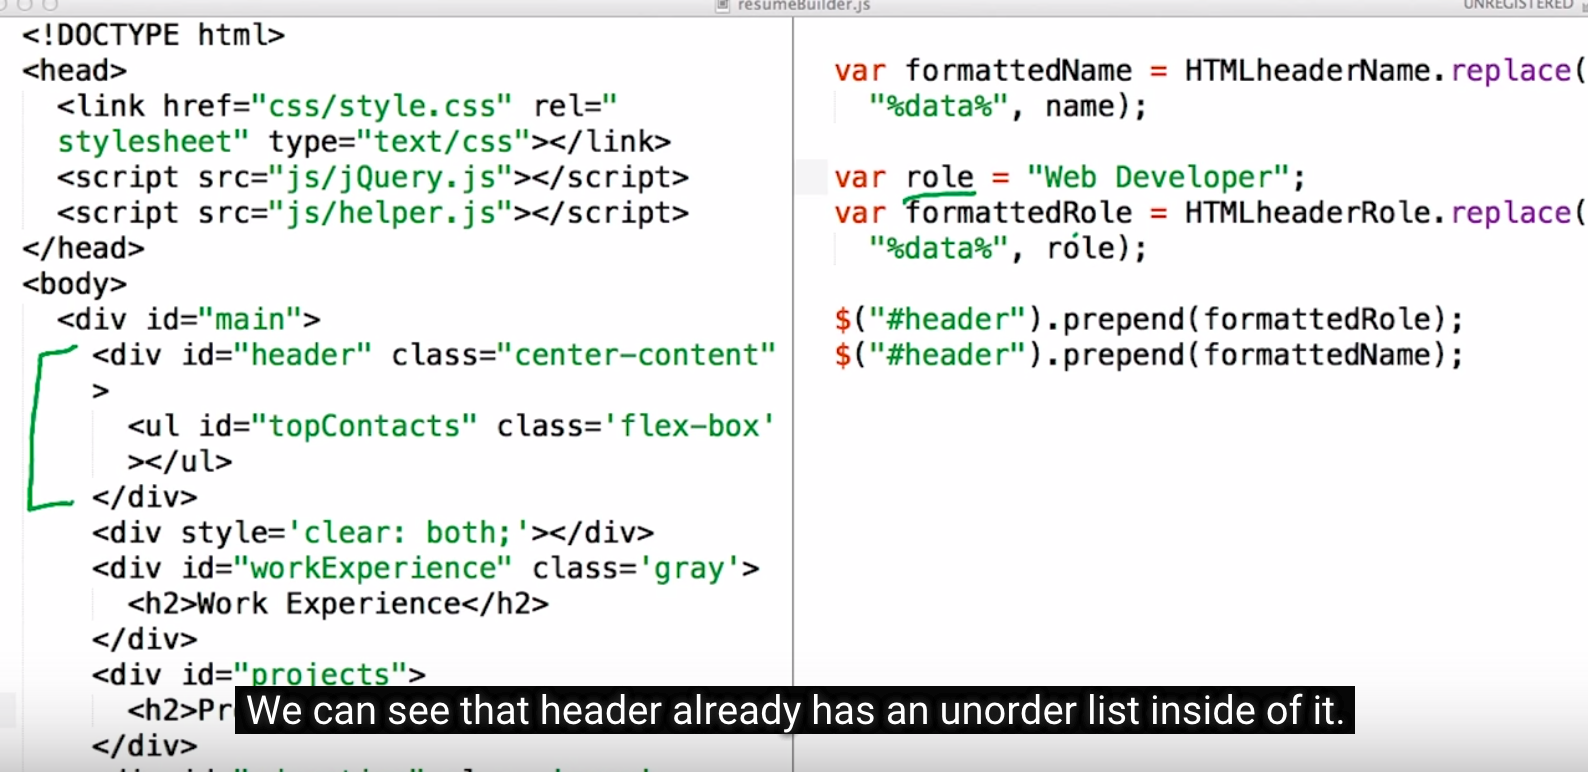 resumeBuilder.js
UNREGISTERED
<!DOCTYPE html>
<head>
<link href="css/style.css" rel="
stylesheet" type="text/css"></link>
<script src="js/jQuery.js"></script>
<script src="js/helper.js"></script>
</head>
<body>
<div id="main">
<div id="header" class="center-content"
>
<ul id="topContacts" class='flex-box'
></ul>
</div>
<div style='clear: both;'></div>
<div id="workExperience" class='gray'>
<h2>Work Experience</h2>
</div>
<div id="projects">
<h2>Pr
</div>
var formattedName = HTMLheaderName.replace(
"%data%", name);
var role = "Web Developer";
var formattedRole = HTMLheaderRole.replace(
"%data%", role);
$("#header").prepend(formattedRole);
$("#header").prepend(formattedName);
We can see that header already has an unorder list inside of it.